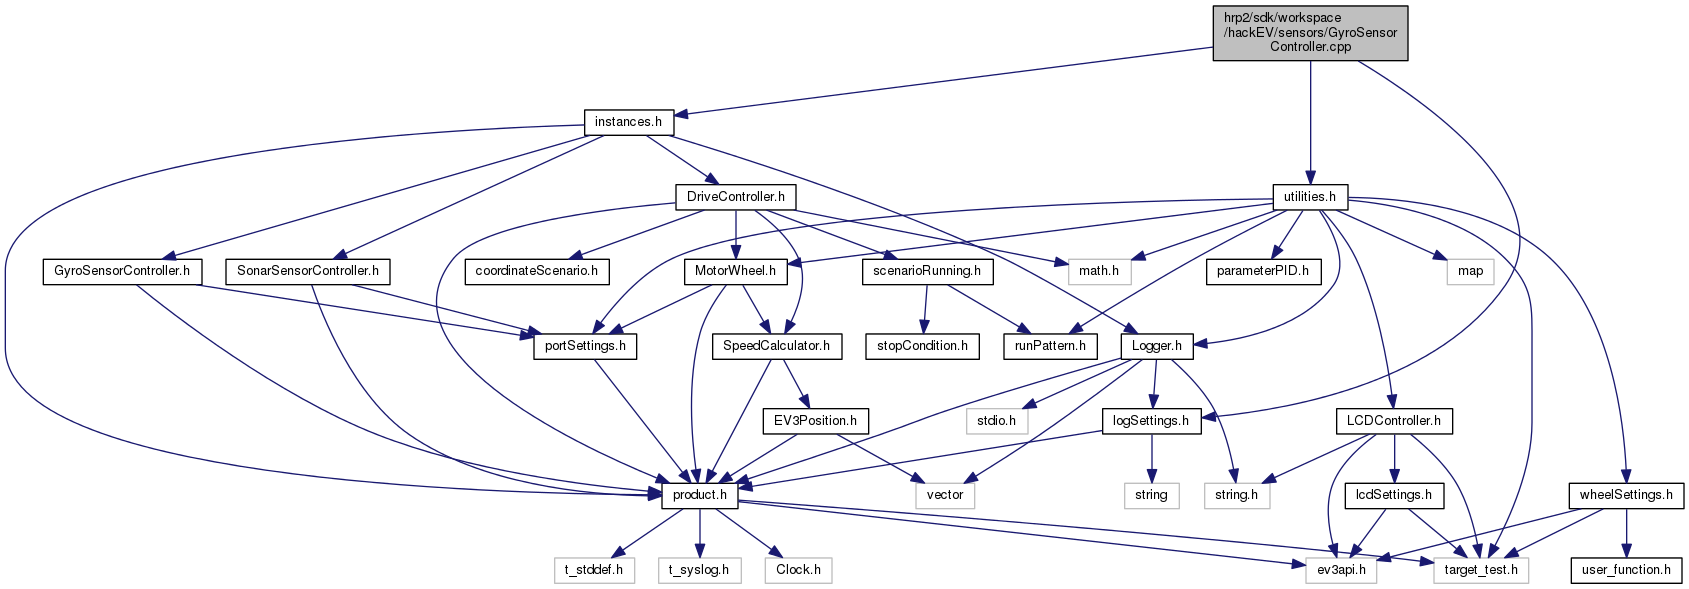 hrp2/sdk/workspace
/hackEV/sensors/GyroSensor
Controller.cpp
instances.h
DriveController.h
utilities.h
GyroSensorController.h
SonarSensorController.h
coordinateScenario.h
MotorWheel.h
scenarioRunning.h
math.h
parameterPID.h
map
portSettings.h
SpeedCalculator.h
stopCondition.h
runPattern.h
Logger.h
EV3Position.h
stdio.h
logSettings.h
LCDController.h
product.h
vector
string
string.h
lcdSettings.h
wheelSettings.h
t_stddef.h
t_syslog.h
Clock.h
ev3api.h
target_test.h
user_function.h